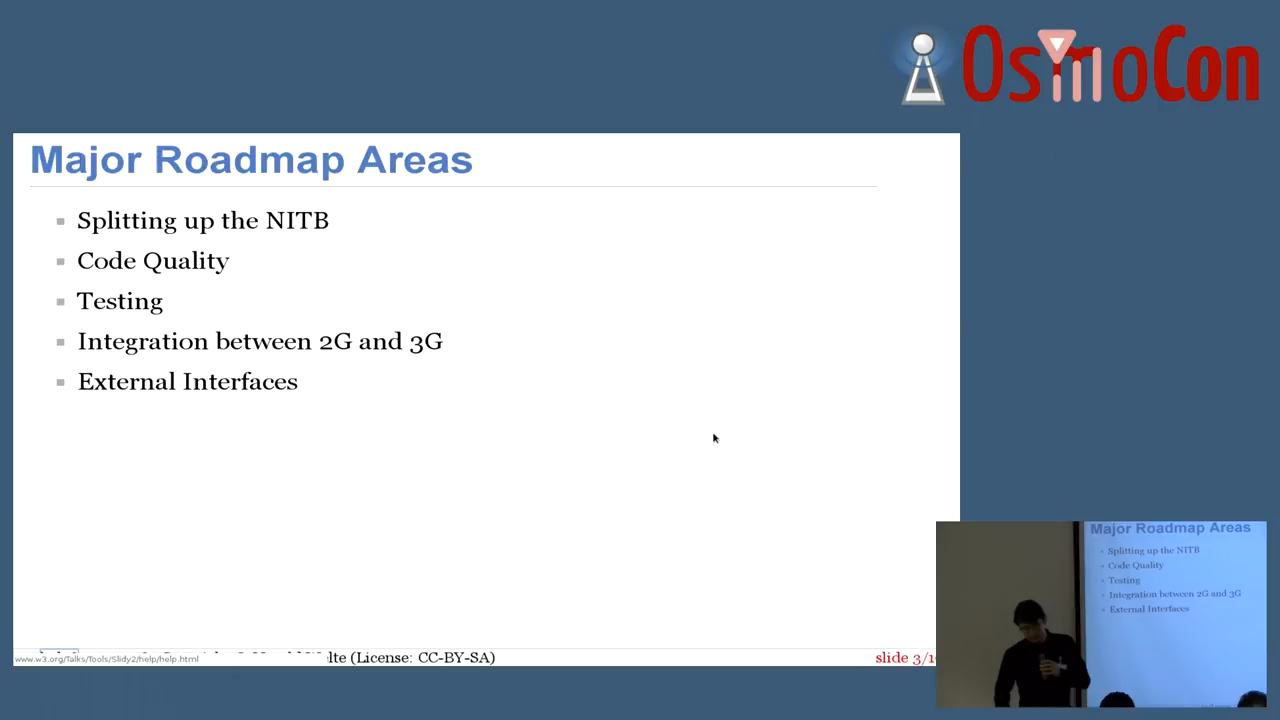 OsmoCon
Major Roadmap Areas
Splitting up the NITB
Code Quality
Testing
Integration between 2G and 3G
External Interfaces
www.w3.org/Talks/Tools/Slidy2/help/help.html
(License: CC-BY-SA)
slide 3/1
Major Roadmap Areas
Splitting up the NITB
Code Quality
Testing
Integration between 2G and 3G
External Interfaces